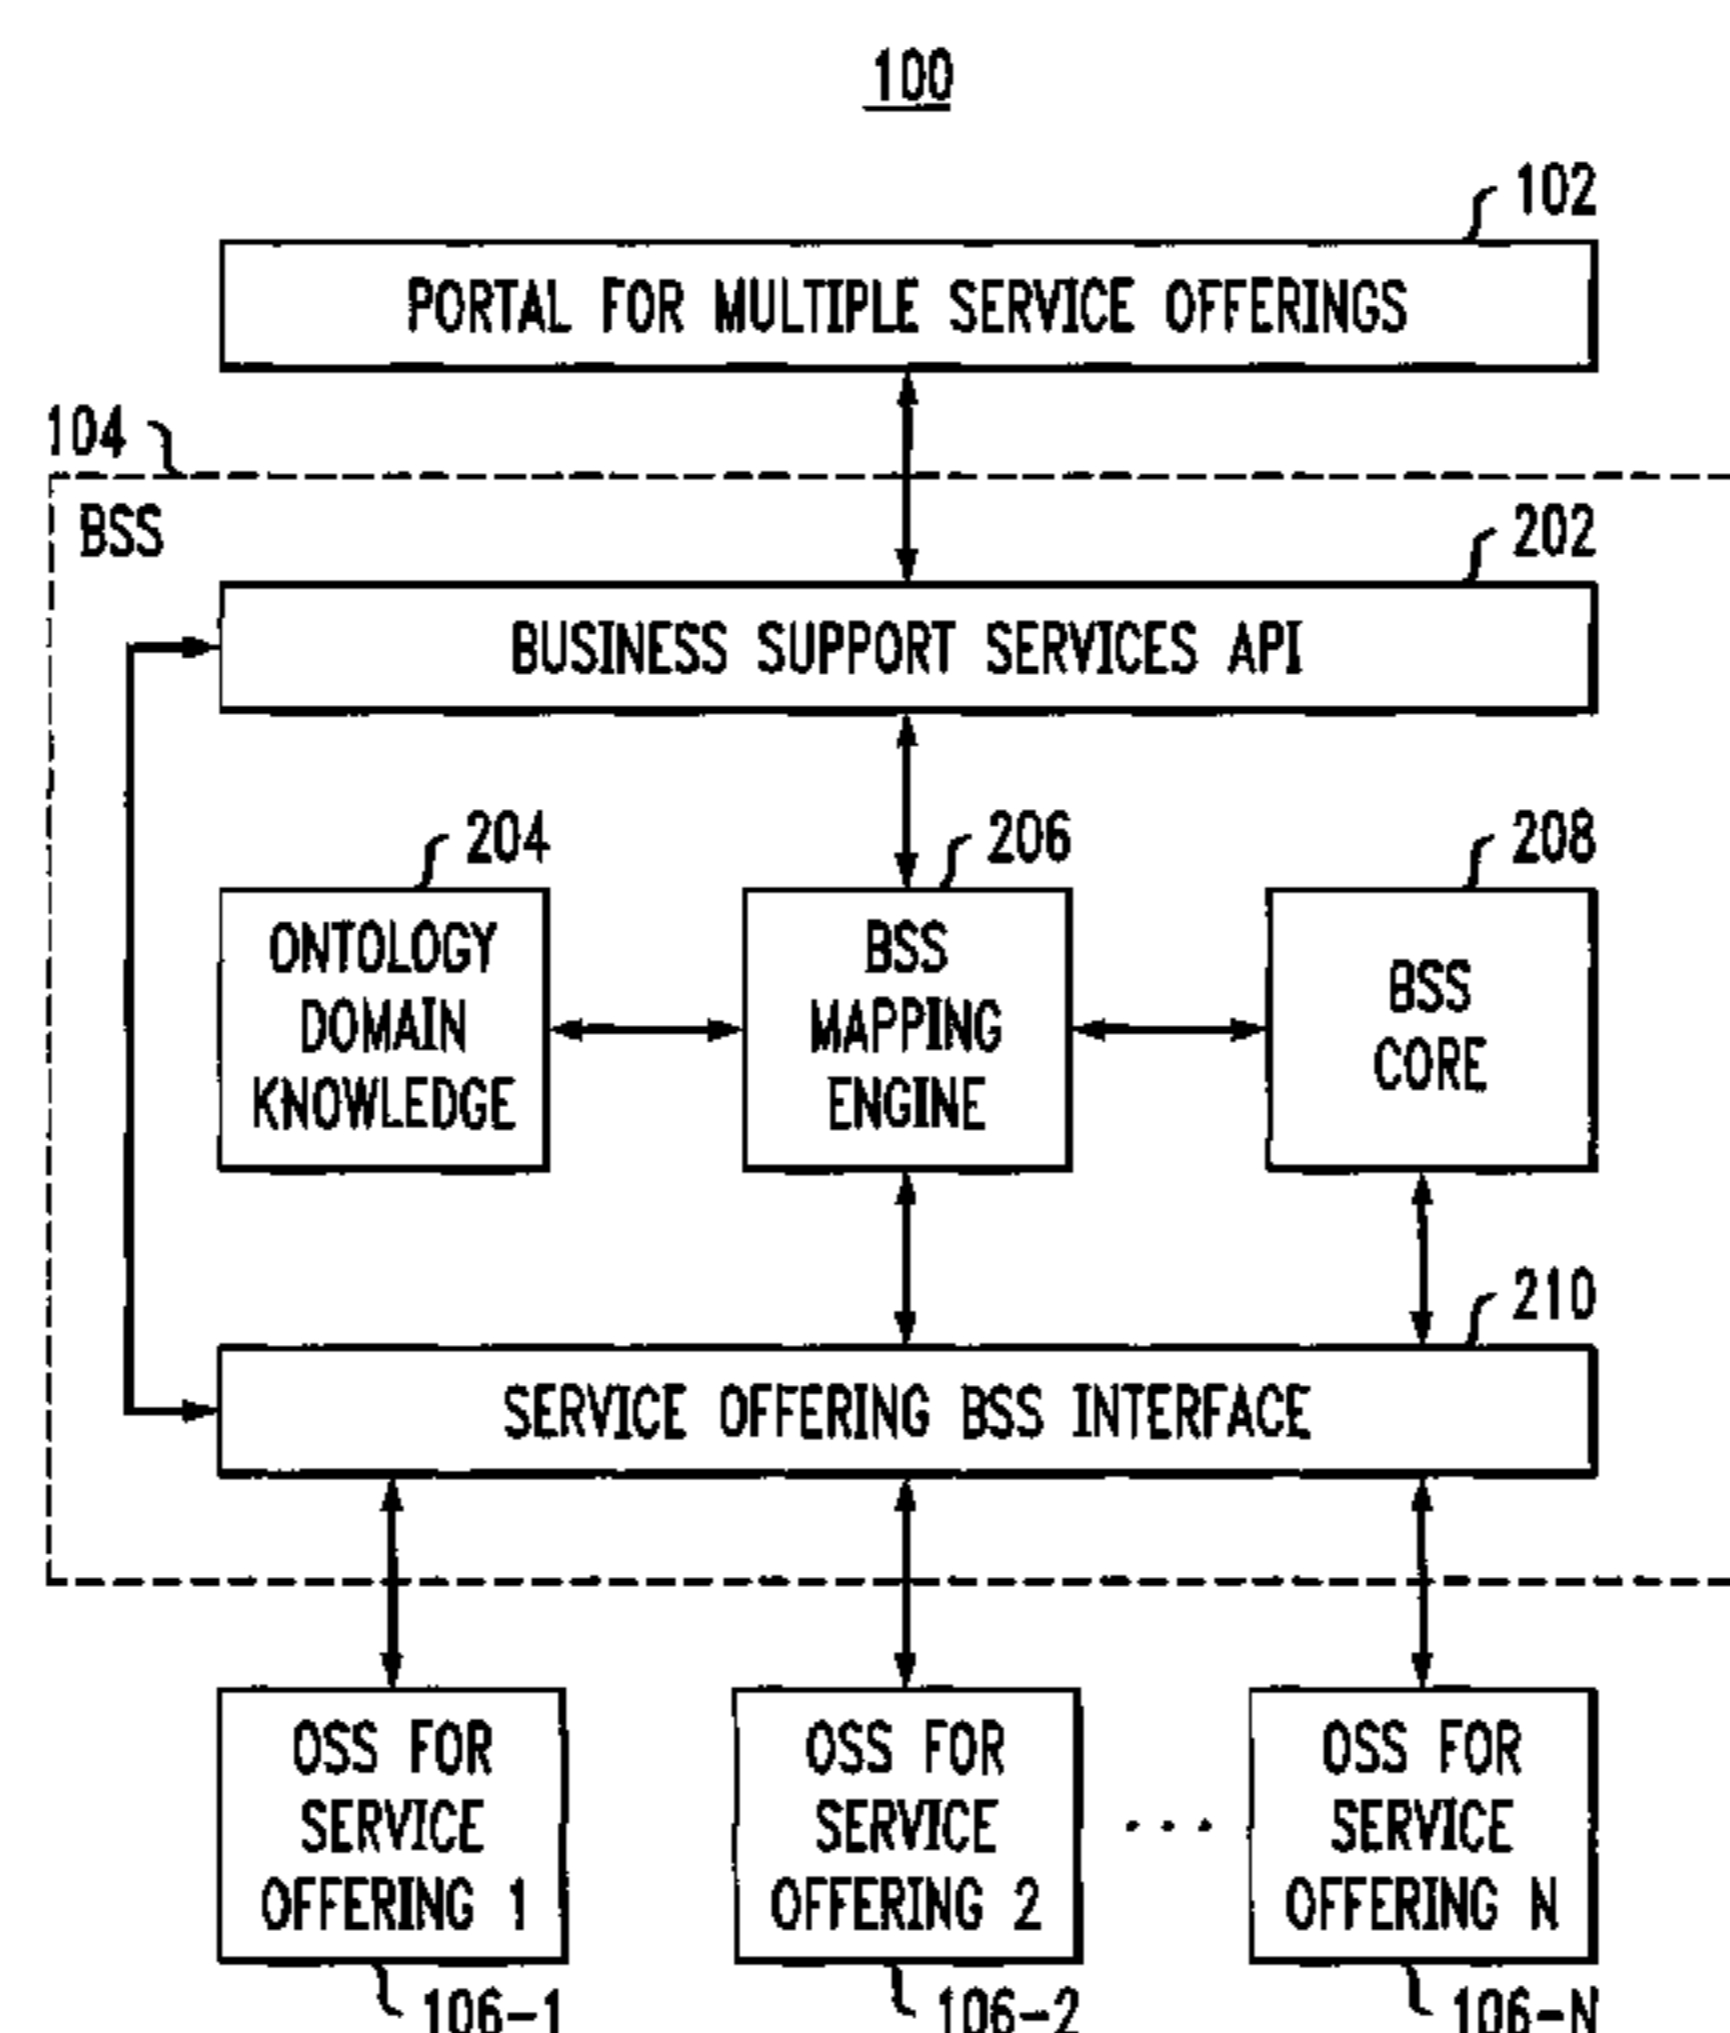 100
102
PORTAL FOR MULTIPLE SERVICE OFFERINGS
104
BSS
202
BUSINESS SUPPORT SERVICES API
204
206
208
ONTOLOGY
DOMAIN
KNOWLEDGE
BSS
MAPPING
ENGINE
BSS
CORE
210
SERVICE OFFERING BSS INTERFACE
OSS FOR
SERVICE
OFFERING 1
OSS FOR
SERVICE
OFFERING 2
. . .
OSS FOR
SERVICE
OFFERING N
106-1
106-2
106-N